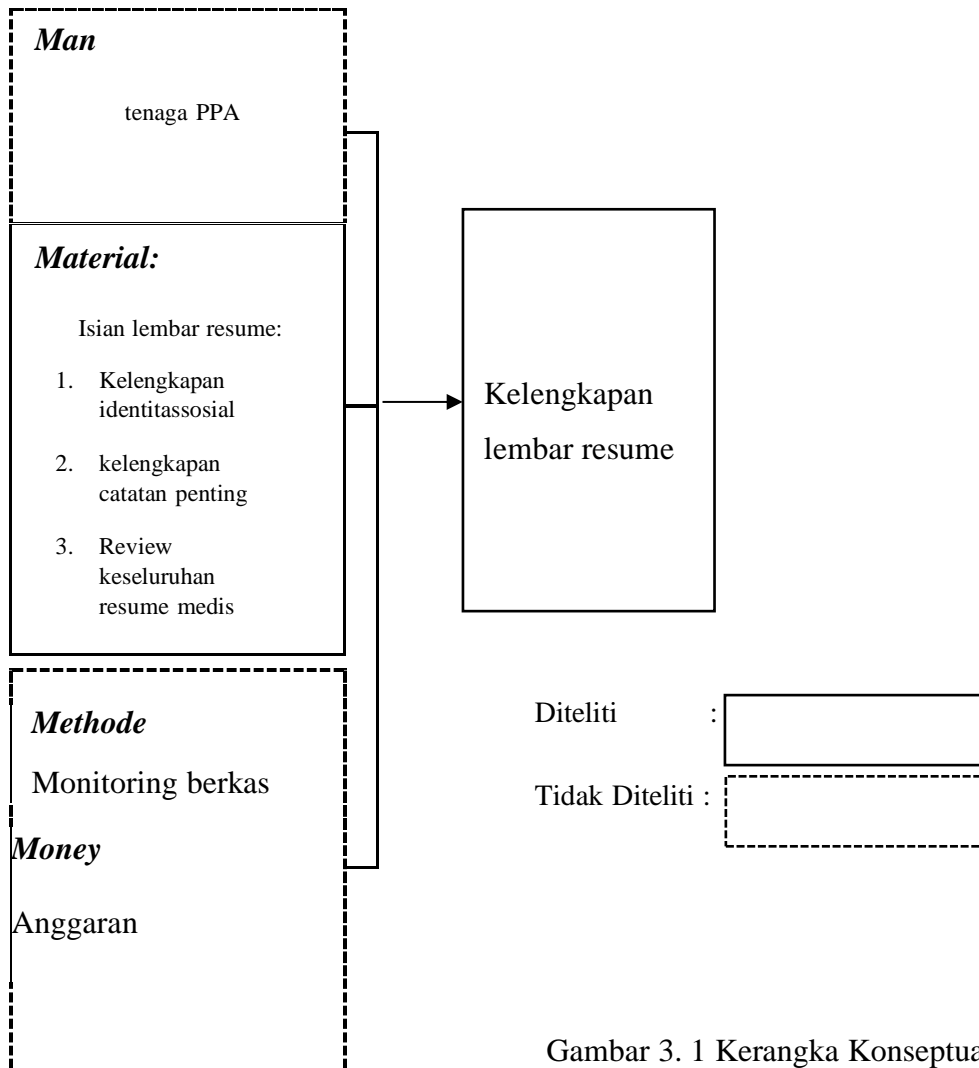 Man
tenaga PPA
Material:
Isian lembar resume:
1. Kelengkapan
identitassosial
2. kelengkapan
catatan penting
3. Review
keseluruhan
resume medis
Methode
Monitoring berkas
Money
Anggaran
Kelengkapan
lembar resume
Diteliti :
Tidak Diteliti :
Gambar 3. 1 Kerangka Konseptua